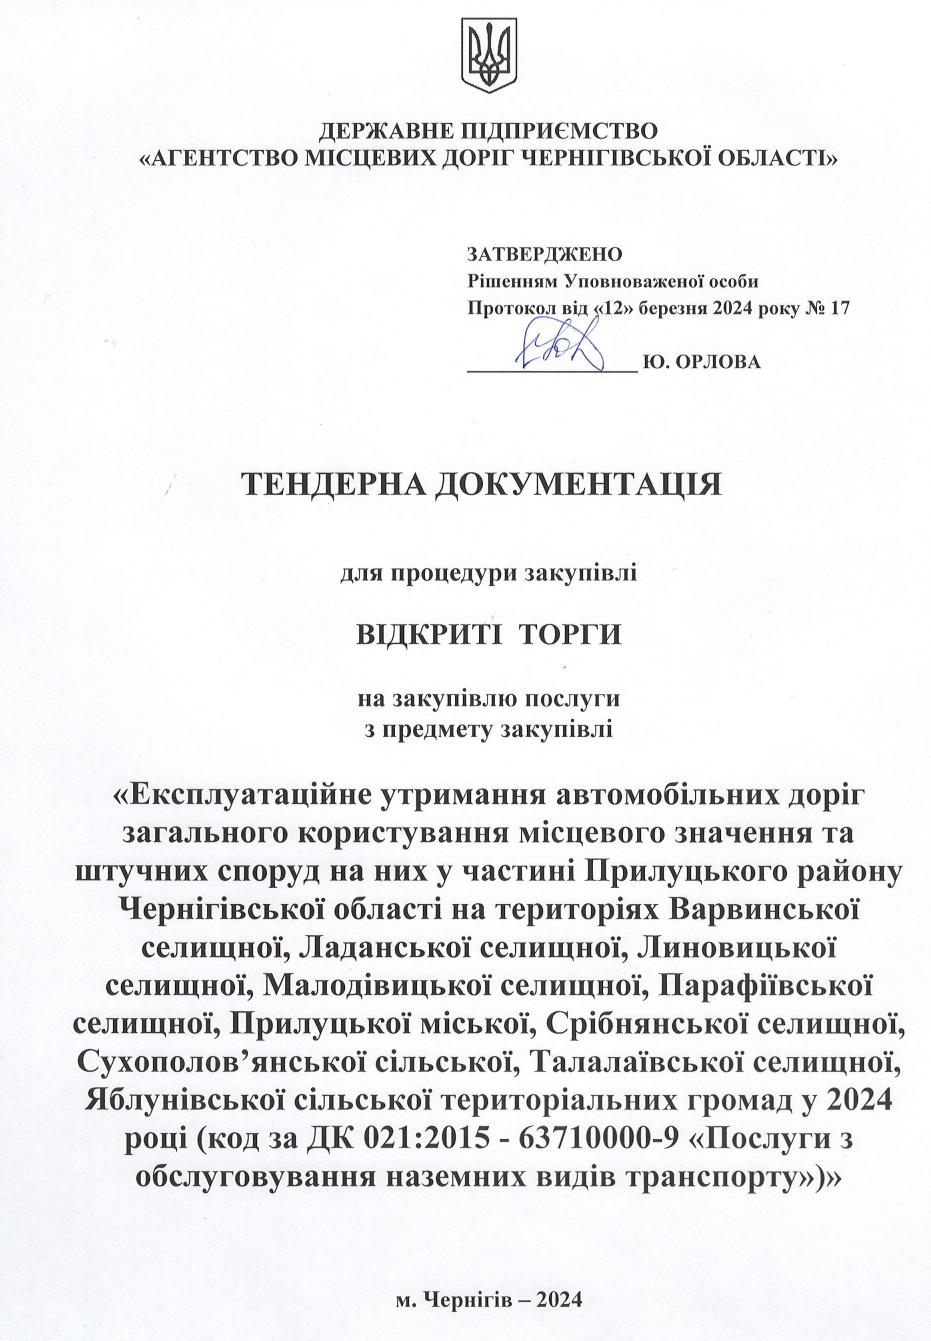 ДЕРЖАВНЕ ПІДПРИЄМСТВО
«АГЕНТСТВО МІСЦЕВИХ ДОРІГ ЧЕРНІГІВСЬКОЇ ОБЛАСТІ»
ЗАТВЕРДЖЕНО
Рішенням Уповноваженої особи
Протокол від «12» березня 2024 року № 17
Ю. ОРЛОВА
ТЕНДЕРНА ДОКУМЕНТАЦІЯ
для процедури закупівлі
ВІДКРИТІ ТОРГИ
на закупівлю послуги
з предмету закупівлі
«Експлуатаційне утримання автомобільних доріг
загального користування місцевого значення та
штучних споруд на них у частині Прилуцького району
Чернігівської області на територіях Варвинської
селищної, Ладанської селищної, Линовицької
селищної, Малодівицької селищної, Парафіївської
селищної, Прилуцької міської, Срібнянської селищної,
Сухополов’янської сільської, Талалаївської селищної,
Яблунівської сільської територіальних громад у 2024
році (код за ДК 021:2015 - 63710000-9 «Послуги з
обслуговування наземних видів транспорту»)»
м. Чернігів – 2024